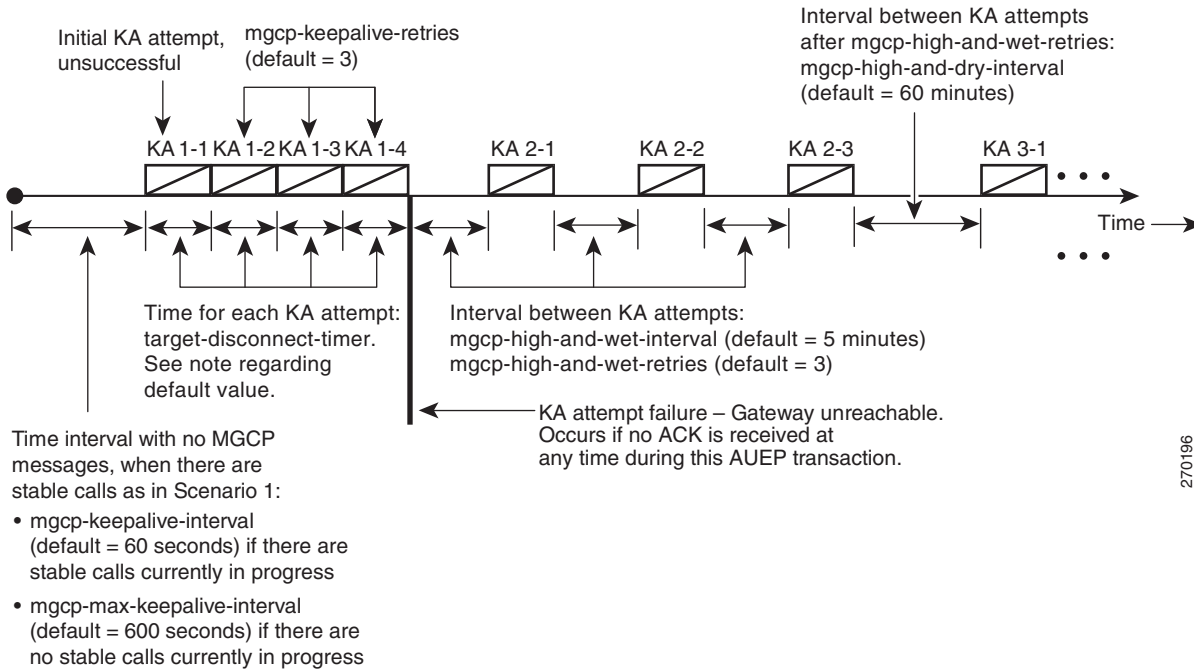 Initial KA attempt,
unsuccessful
mgcp-keepalive-retries
(default = 3)
Interval between KA attempts
after mgcp-high-and-wet-retries:
mgcp-high-and-dry-interval
(default = 60 minutes)
KA 1-1 KA 1-2 KA 1-3 KA 1-4 KA 2-1 KA 2-2 KA 2-3 KA 3-1
Time
Time for each KA attempt:
target-disconnect-timer.
See note regarding
default value.
Interval between KA attempts:
mgcp-high-and-wet-interval (default = 5 minutes)
mgcp-high-and-wet-retries (default = 3)
KA attempt failure – Gateway unreachable.
Occurs if no ACK is received at
any time during this AUEP transaction.
Time interval with no MGCP
messages, when there are
stable calls as in Scenario 1:
• mgcp-keepalive-interval
(default = 60 seconds) if there are
stable calls currently in progress
• mgcp-max-keepalive-interval
(default = 600 seconds) if there are
no stable calls currently in progress
270196